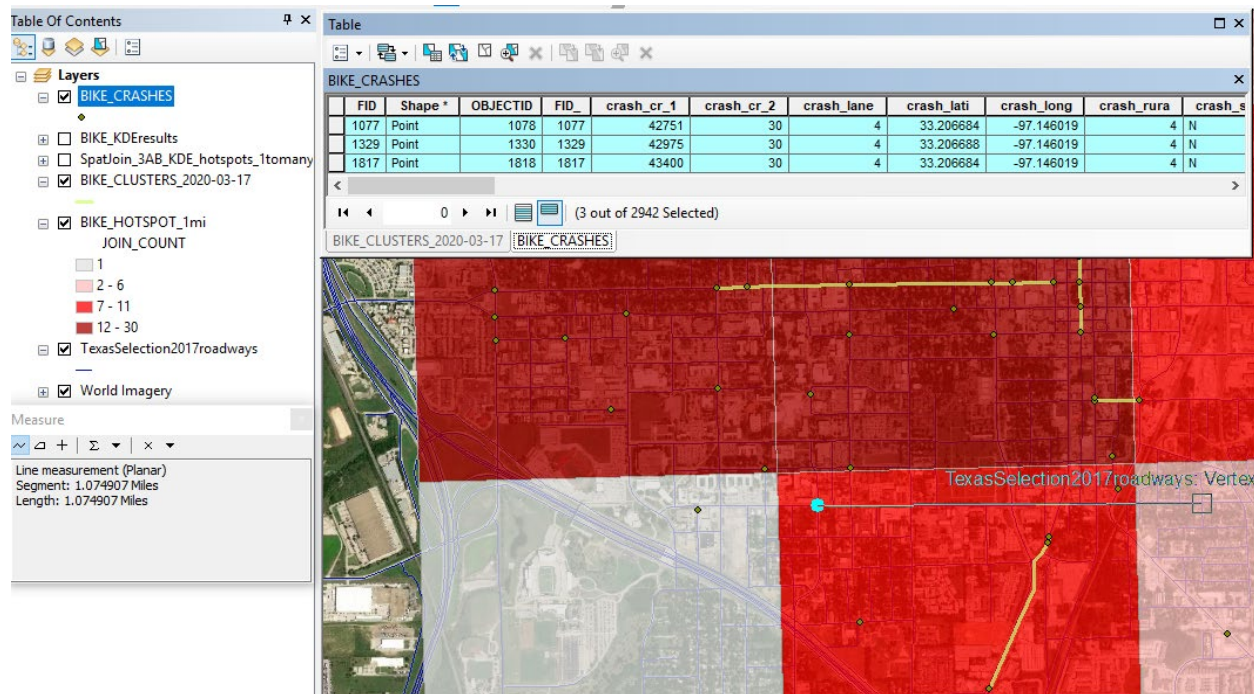 Table Of Contents
Layers
BIKE_CRASHES
BIKE_KDEresults
SpatJoin_3AB_KDE_hotspots_1tomany
BIKE_CLUSTERS_2020-03-17
BIKE_HOTSPOT_1mi
JOIN_COUNT
1
2 - 6
7 - 11
12 - 30
TexasSelection2017roadways
World Imagery
Measure
Line measurement (Planar)
Segment: 1.074907 Miles
Length: 1.074907 Miles
Table
BIKE_CRASHES
FID Shape * OBJECTID FID_ crash_cr_1 crash_cr_2 crash_lane crash_lati crash_long crash_rura crash_s
1077 Point 1078 1077 42751 30 4 33.206684 -97.146019 4 N
1329 Point 1330 1329 42975 30 4 33.206688 -97.146019 4 N
1817 Point 1818 1817 43400 30 4 33.206684 -97.146019 4 N
0 (3 out of 2942 Selected)
BIKE_CLUSTERS_2020-03-17 BIKE_CRASHES
TexasSelection2017roadways: Vertex